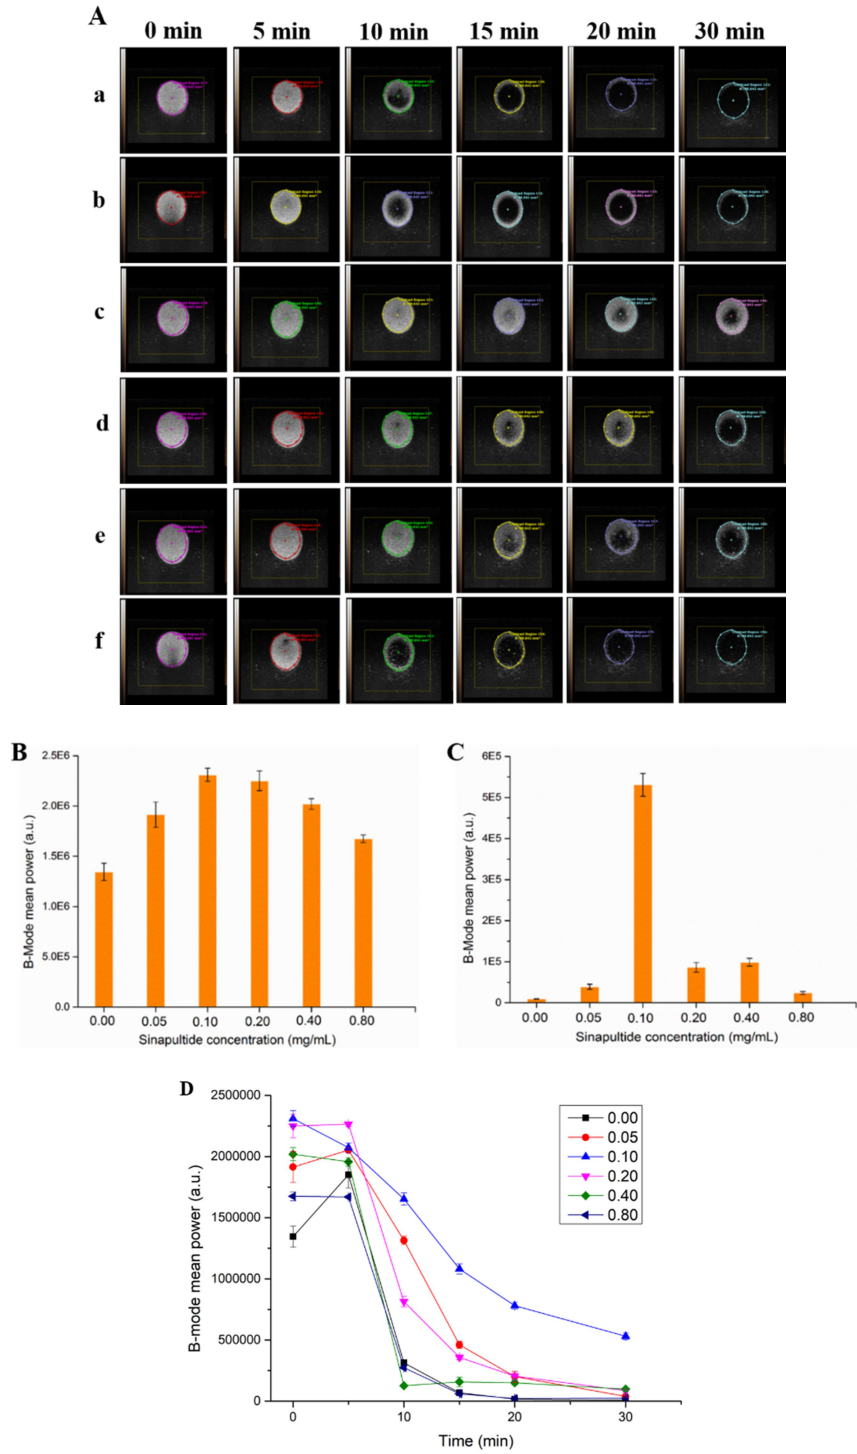 A
0 min 5 min 10 min 15 min 20 min 30 min
a
b
c
d
e
f
B
2.5E6
2.0E6
1.5E6
1.0E6
5.0E5
0.0
B-Mode mean power (a.u.)
0.00 0.05 0.10 0.20 0.40 0.80
Sinapultide concentration (mg/mL)
C
6E5
5E5
4E5
3E5
2E5
1E5
0
B-Mode mean power (a.u.)
0.00 0.05 0.10 0.20 0.40 0.80
Sinapultide concentration (mg/mL)
D
2500000
2000000
1500000
1000000
500000
0
B-mode mean power (a.u.)
0 10 20 30
Time (min)
0.00
0.05
0.10
0.20
0.40
0.80